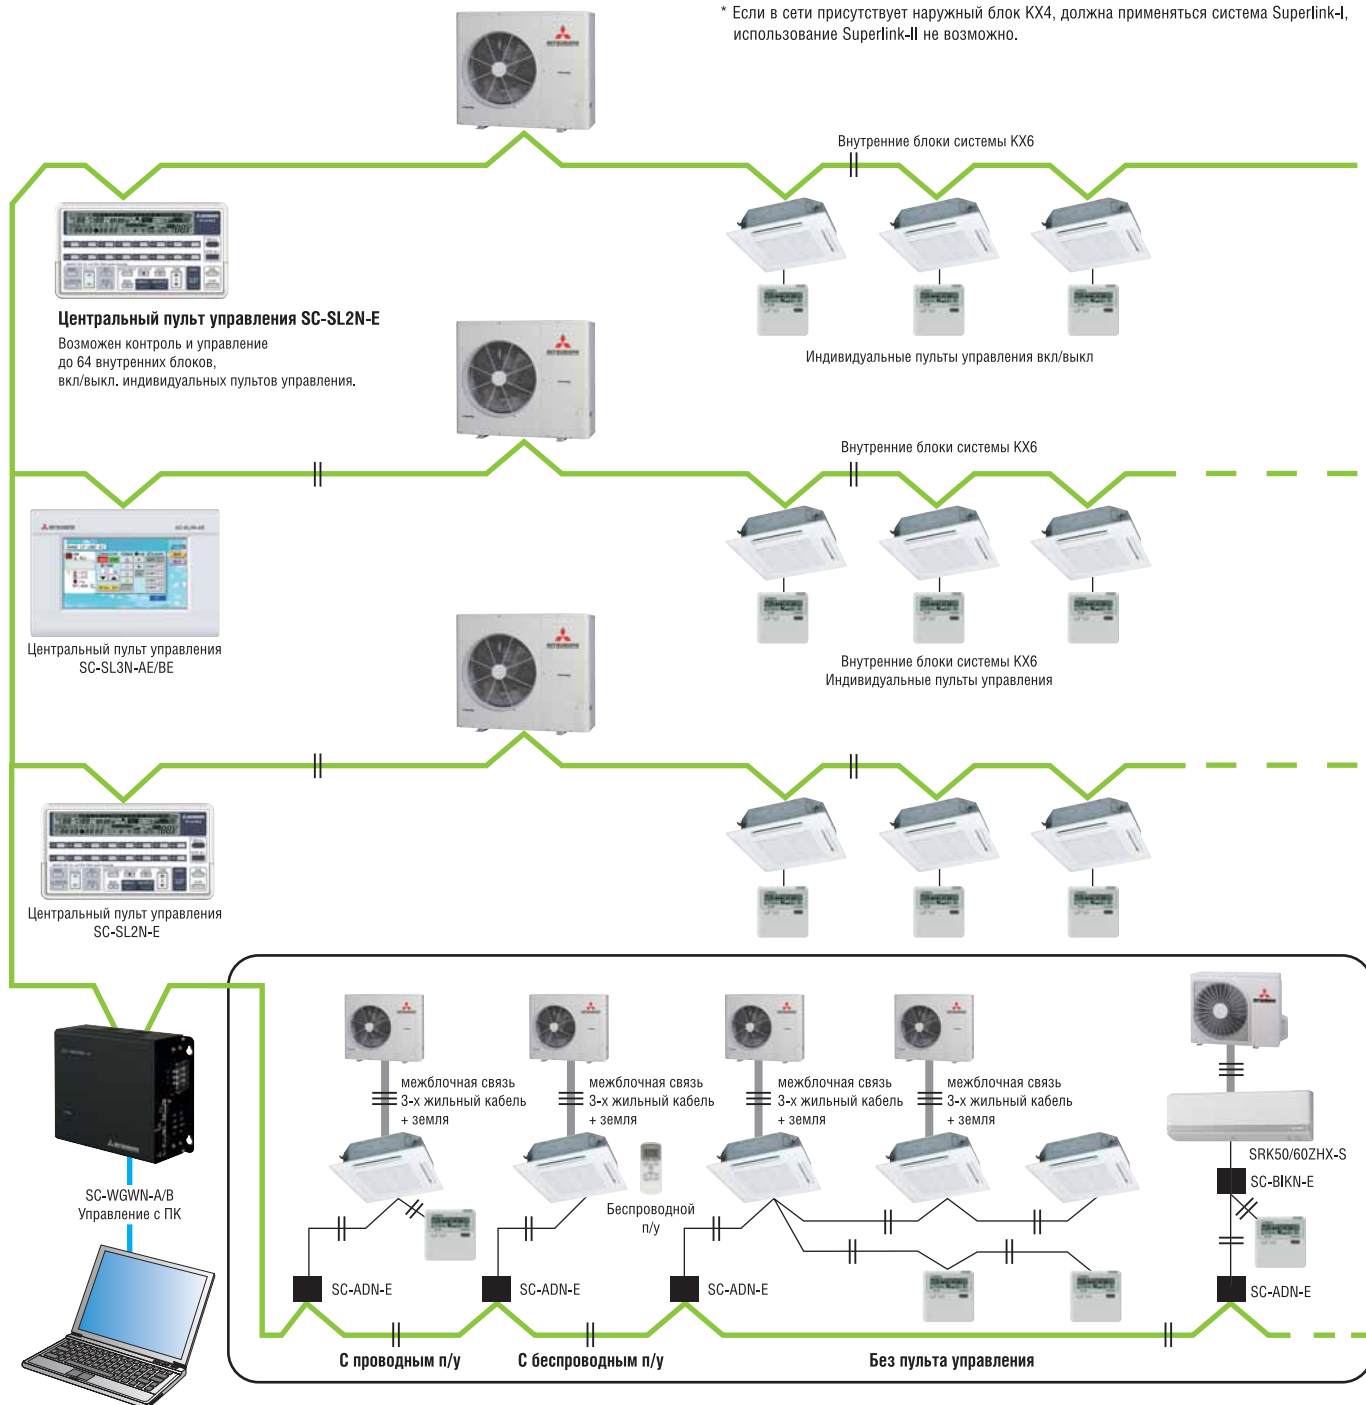 * Если в сети присутствует наружный блок KX4, должна применяться система Superlink-I,
использование Superlink-II не возможно.
Внутренние блоки системы KX6
Центральный пульт управления SC-SL2N-E
Возможен контроль и управление
до 64 внутренних блоков,
вкл/выкл. индивидуальных пультов управления.
Индивидуальные пульты управления вкл/выкл
Внутренние блоки системы KX6
Центральный пульт управления
SC-SL3N-AE/BE
Внутренние блоки системы KX6
Индивидуальные пульты управления
Центральный пульт управления
SC-SL2N-E
межблочная связь
3-х жильный кабель
+ земля
межблочная связь
3-х жильный кабель
+ земля
межблочная связь
3-х жильный кабель
+ земля
межблочная связь
3-х жильный кабель
+ земля
SRK50/60ZHX-S
SC-BIKN-E
SC-WGWN-A/B
Управление с ПК
Беспроводной
п/у
SC-ADN-E
SC-ADN-E
SC-ADN-E
SC-ADN-E
С проводным п/у
С беспроводным п/у
Без пульта управления